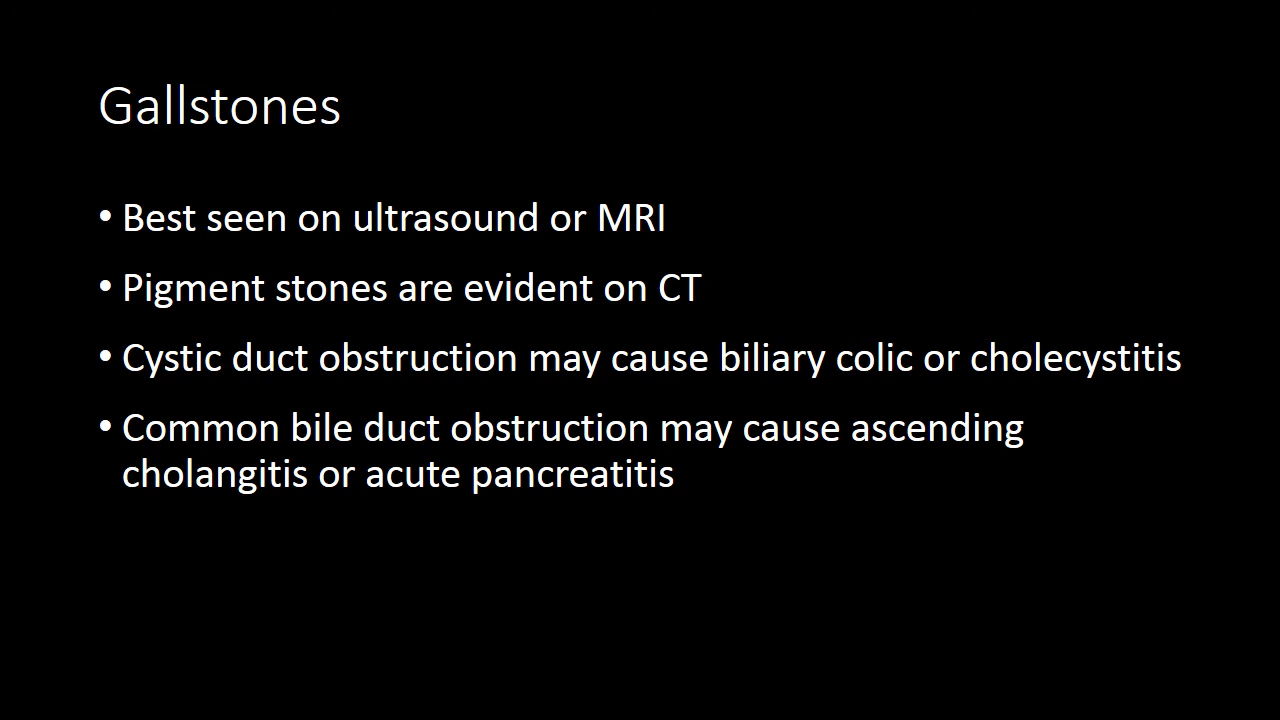 Gallstones
• Best seen on ultrasound or MRI
• Pigment stones are evident on CT
• Cystic duct obstruction may cause biliary colic or cholecystitis
• Common bile duct obstruction may cause ascending
cholangitis or acute pancreatitis